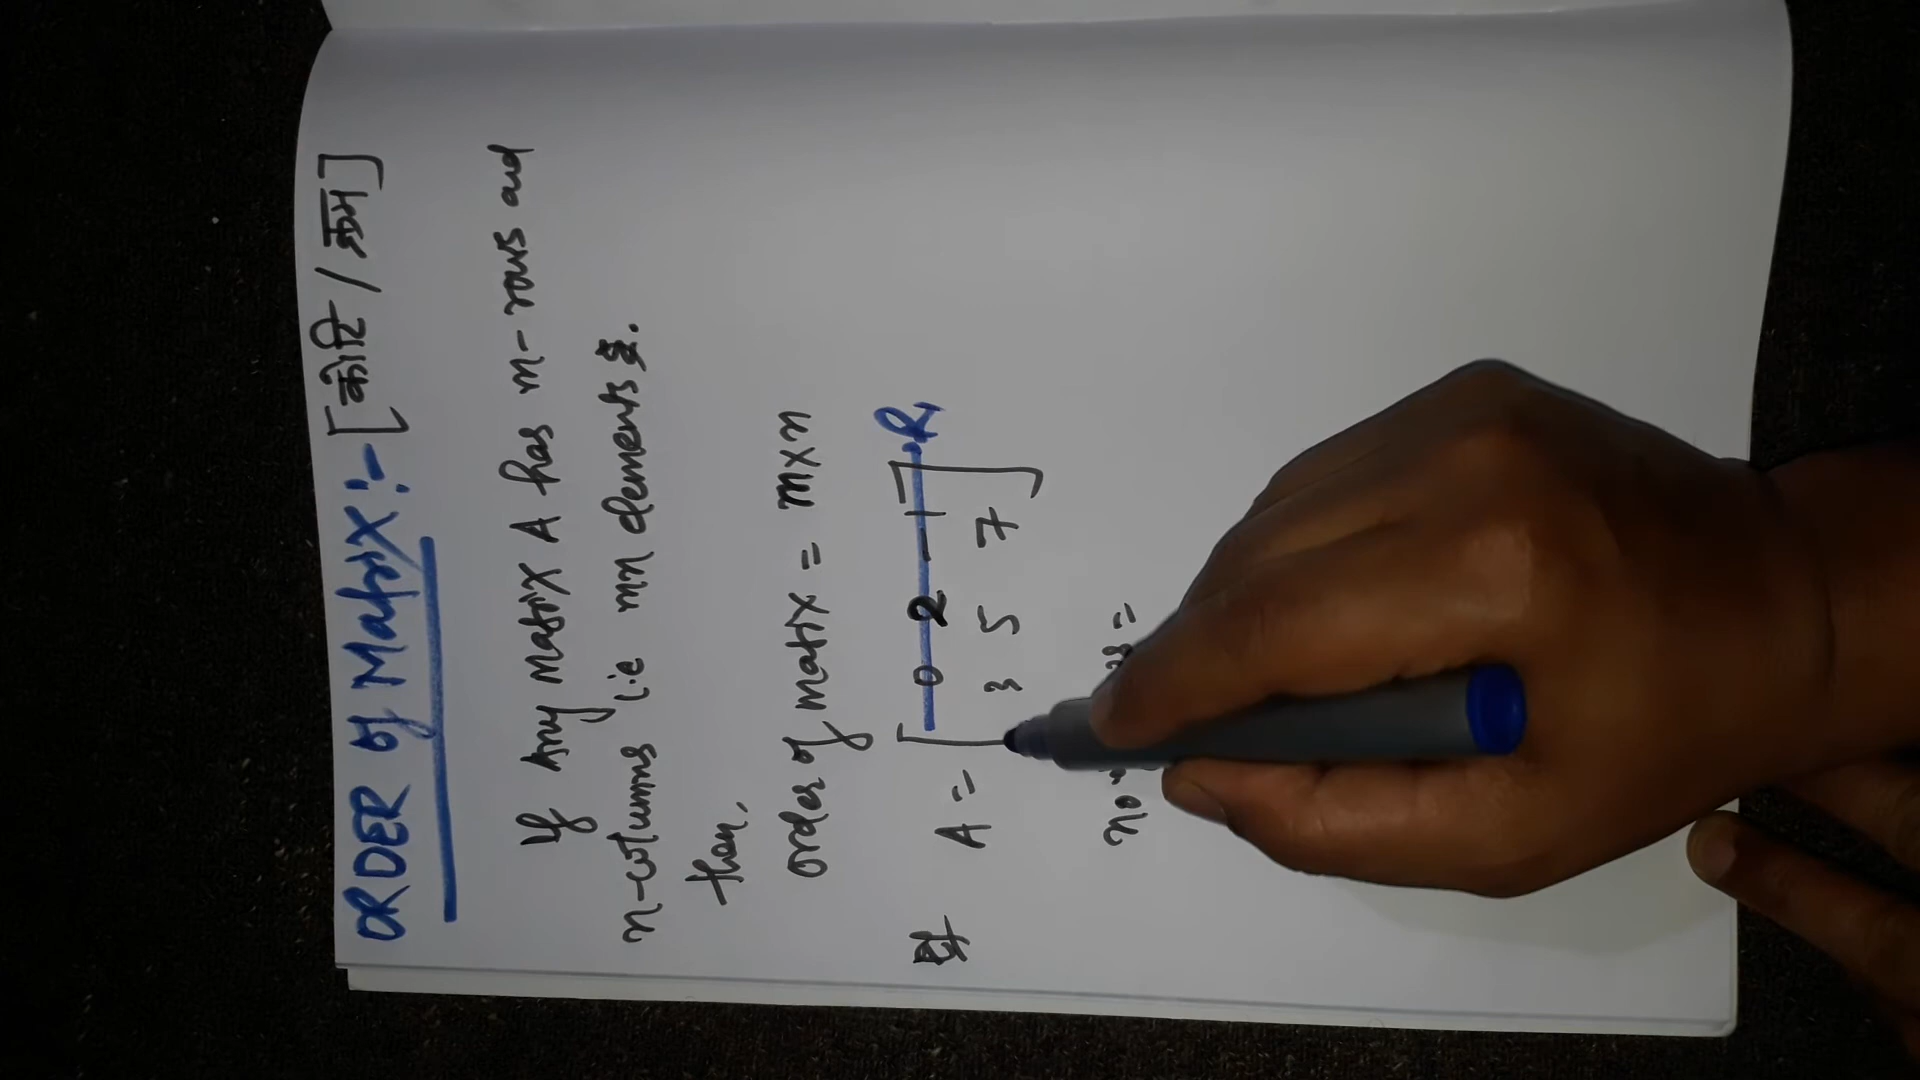 ORDER of Matrix:- [कोटि / क्रम]
If Any matrix A has m-rows and
n-columns i.e mn elements.
then,
order of matrix = m×n
A = [0 2 -1] R1
[3 5 7]
no =